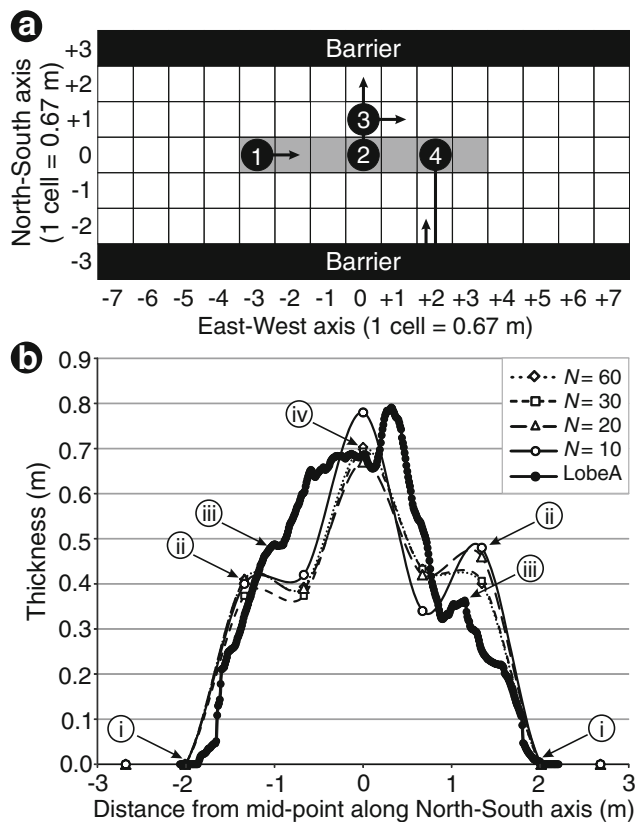 a
North-South axis
(1 cell = 0.67 m)
+3
+2
+1
0
-1
-2
-3
Barrier
1
2
3
4
Barrier
-7 -6 -5 -4 -3 -2 -1 0 +1 +2 +3 +4 +5 +6 +7
East-West axis (1 cell = 0.67 m)
b
Thickness (m)
0.9
0.8
0.7
0.6
0.5
0.4
0.3
0.2
0.1
0.0
N = 60
N = 30
N = 20
N = 10
LobeA
iv
iii
ii
ii
iii
i
i
-3 -2 -1 0 1 2 3
Distance from mid-point along North-South axis (m)